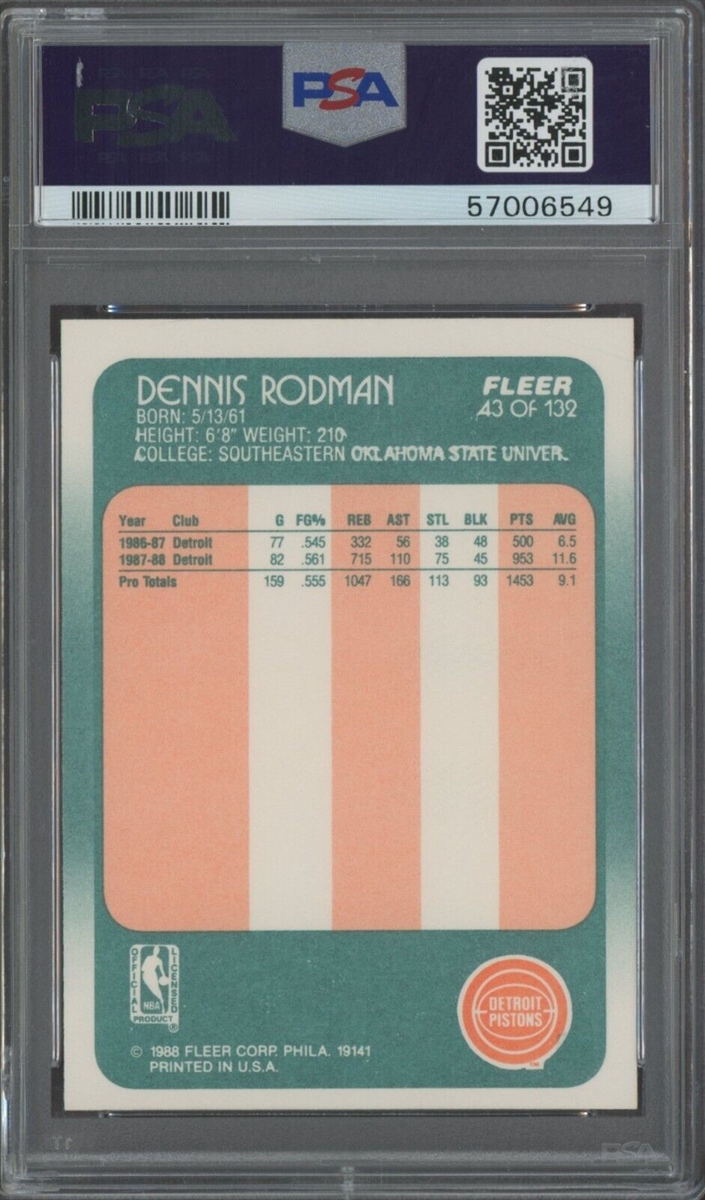 PSA
PSA
57006549
DENNIS RODMAN
FLEER
43 OF 132
BORN: 5/13/61
HEIGHT: 6'8" WEIGHT: 210
COLLEGE: SOUTHEASTERN OKLAHOMA STATE UNIVER.
Year Club G FG% REB AST STL BLK PTS AVG
1986-87 Detroit 77 .545 332 56 38 48 500 6.5
1987-88 Detroit 82 .561 715 110 75 45 953 11.6
Pro Totals 159 .555 1047 166 113 93 1453 9.1
OFFICIAL LICENSED
NBA
PRODUCT ®
DETROIT
PISTONS
TM
© 1988 FLEER CORP. PHILA. 19141
PRINTED IN U.S.A.
PSA